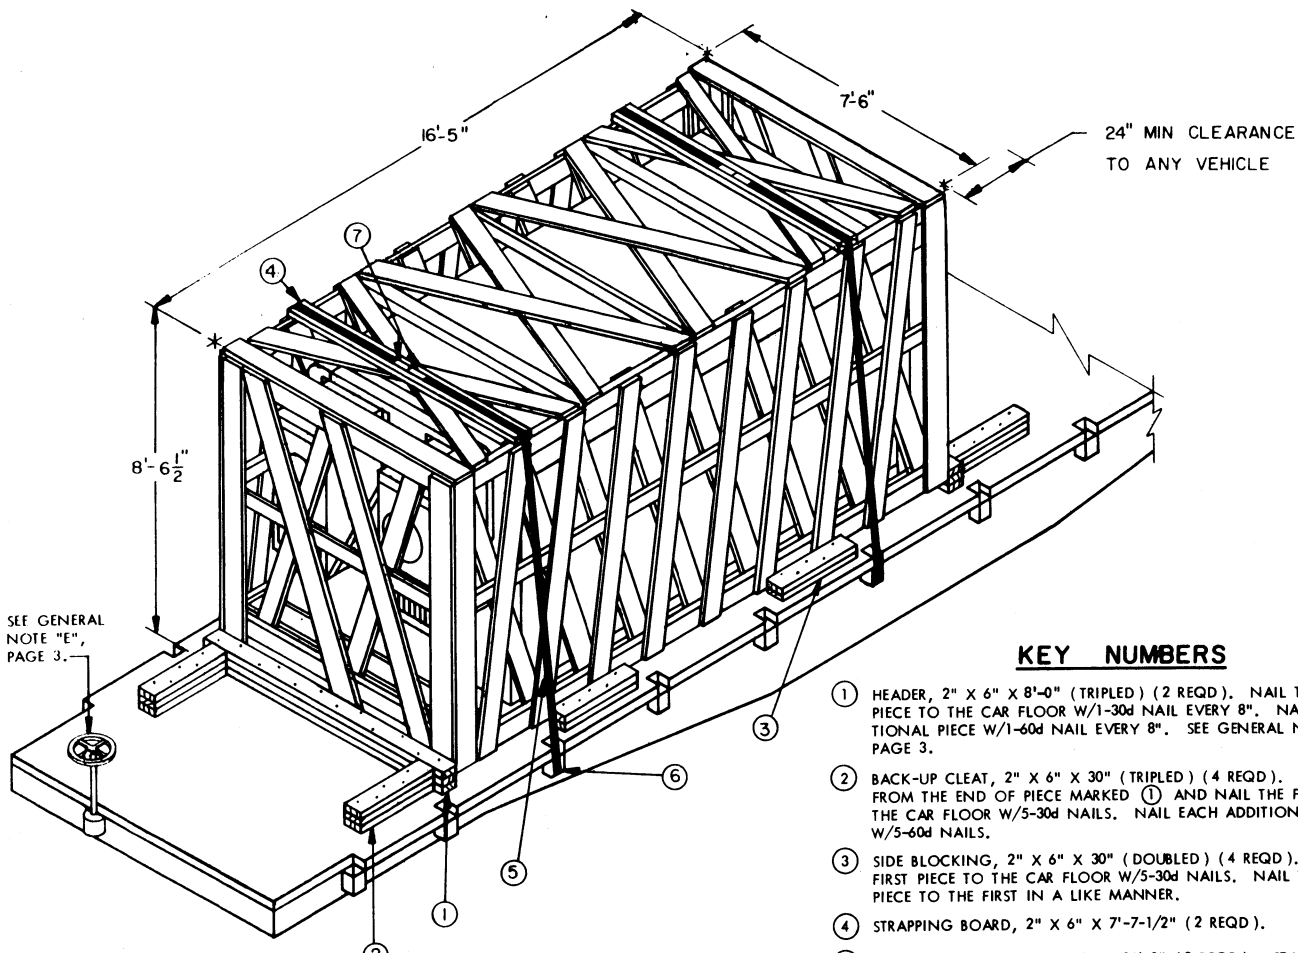 16'-5"
7'-6"
24" MIN CLEARANCE
TO ANY VEHICLE
7
4
8'-6 1/2"
SEE GENERAL
NOTE "E",
PAGE 3.
3
6
5
1
2
KEY NUMBERS
1 HEADER, 2" X 6" X 8'-0" (TRIPLED) (2 REQD). NAIL
PIECE TO THE CAR FLOOR W/1-30d NAIL EVERY 8".
TIONAL PIECE W/1-60d NAIL EVERY 8". SEE GENERAL
PAGE 3.
2 BACK-UP CLEAT, 2" X 6" X 30" (TRIPLED) (4 REQD).
FROM THE END OF PIECE MARKED 1 AND NAIL THE
THE CAR FLOOR W/5-30d NAILS. NAIL EACH ADDITION
W/5-60d NAILS.
3 SIDE BLOCKING, 2" X 6" X 30" (DOUBLED) (4 REQD).
FIRST PIECE TO THE CAR FLOOR W/5-30d NAILS. NAIL
PIECE TO THE FIRST IN A LIKE MANNER.
4 STRAPPING BOARD, 2" X 6" X 7'-7-1/2" (2 REQD).